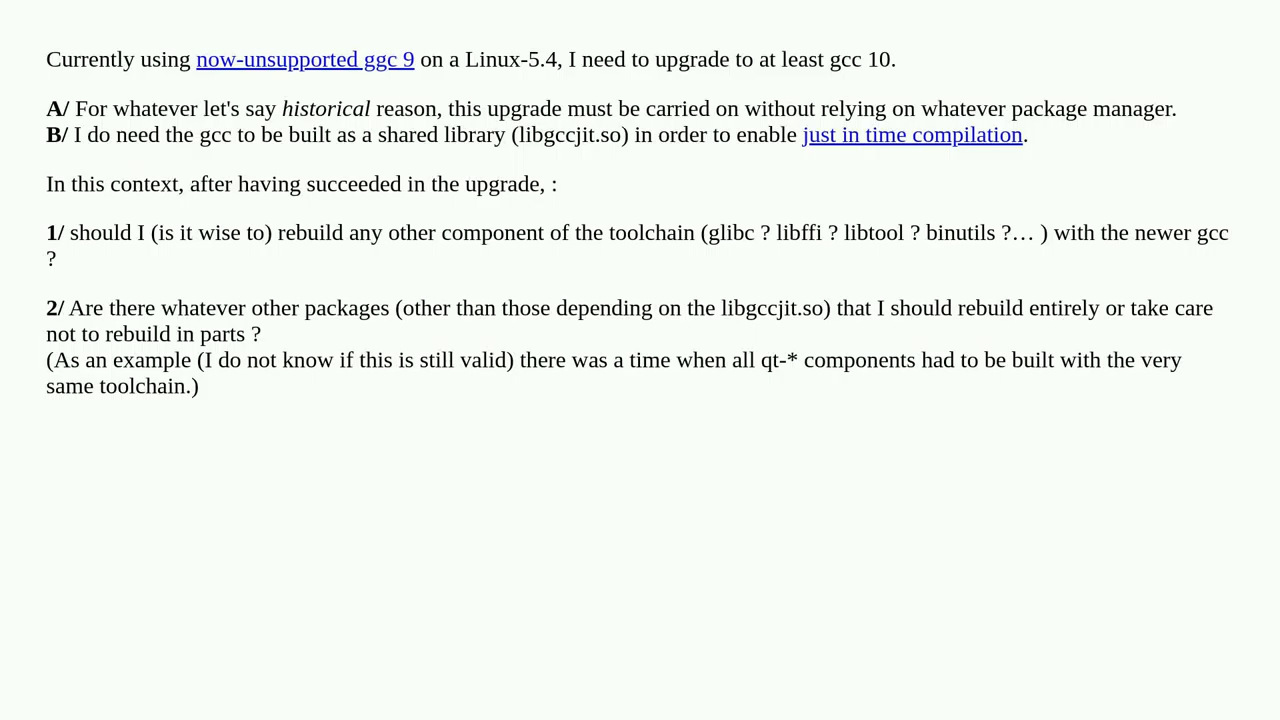 Currently using now-unsupported ggc 9 on a Linux-5.4, I need to upgrade to at least gcc 10.
A/ For whatever let's say historical reason, this upgrade must be carried on without relying on whatever package manager.
B/ I do need the gcc to be built as a shared library (libgccjit.so) in order to enable just in time compilation.
In this context, after having succeeded in the upgrade, :
1/ should I (is it wise to) rebuild any other component of the toolchain (glibc ? libffi ? libtool ? binutils ?… ) with the newer gcc
?
2/ Are there whatever other packages (other than those depending on the libgccjit.so) that I should rebuild entirely or take care
not to rebuild in parts ?
(As an example (I do not know if this is still valid) there was a time when all qt-* components had to be built with the very
same toolchain.)